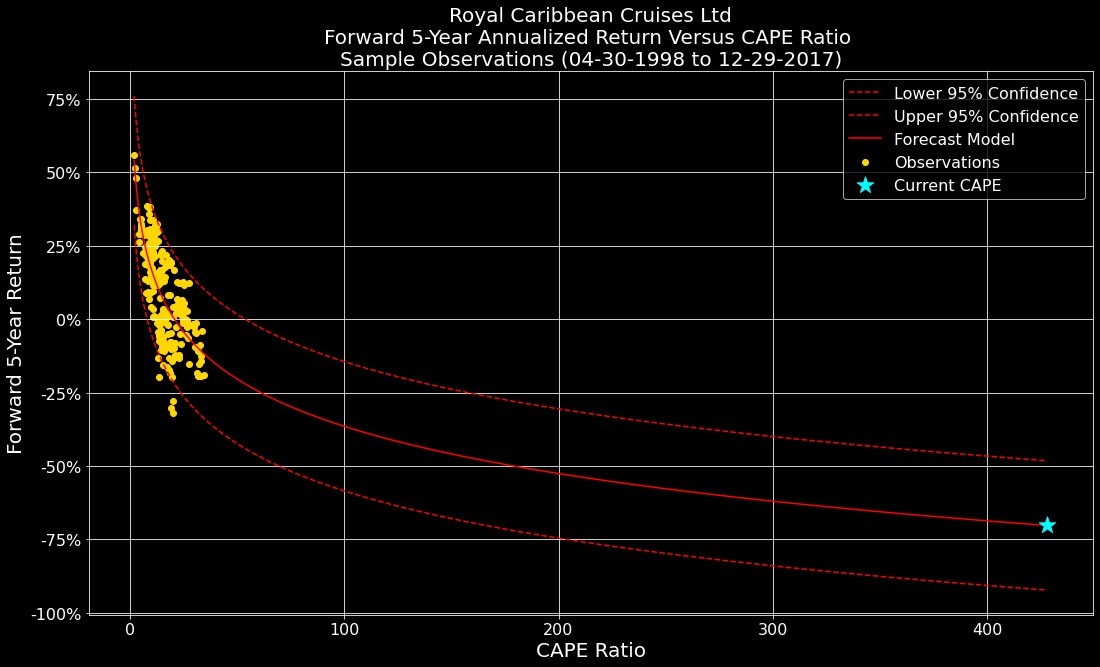 Royal Caribbean Cruises Ltd
Forward 5-Year Annualized Return Versus CAPE Ratio
Sample Observations (04-30-1998 to 12-29-2017)
Lower 95% Confidence
Upper 95% Confidence
Forecast Model
Observations
Current CAPE
Forward 5-Year Return
75%
50%
25%
0%
-25%
-50%
-75%
-100%
0 100 200 300 400
CAPE Ratio